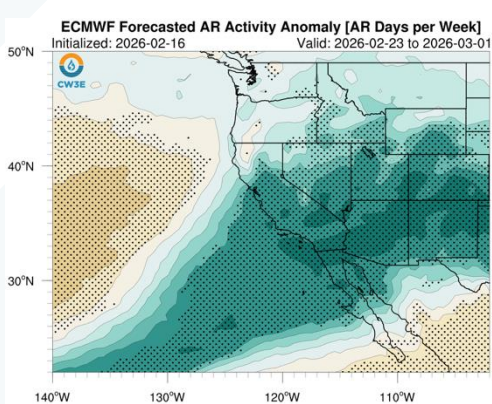 ECMWF Forecasted AR Activity Anomaly [AR Days per Week]
Initialized: 2026-02-16 Valid: 2026-02-23 to 2026-03-01
50°N
CW3E
40°N
30°N
140°W 130°W 120°W 110°W